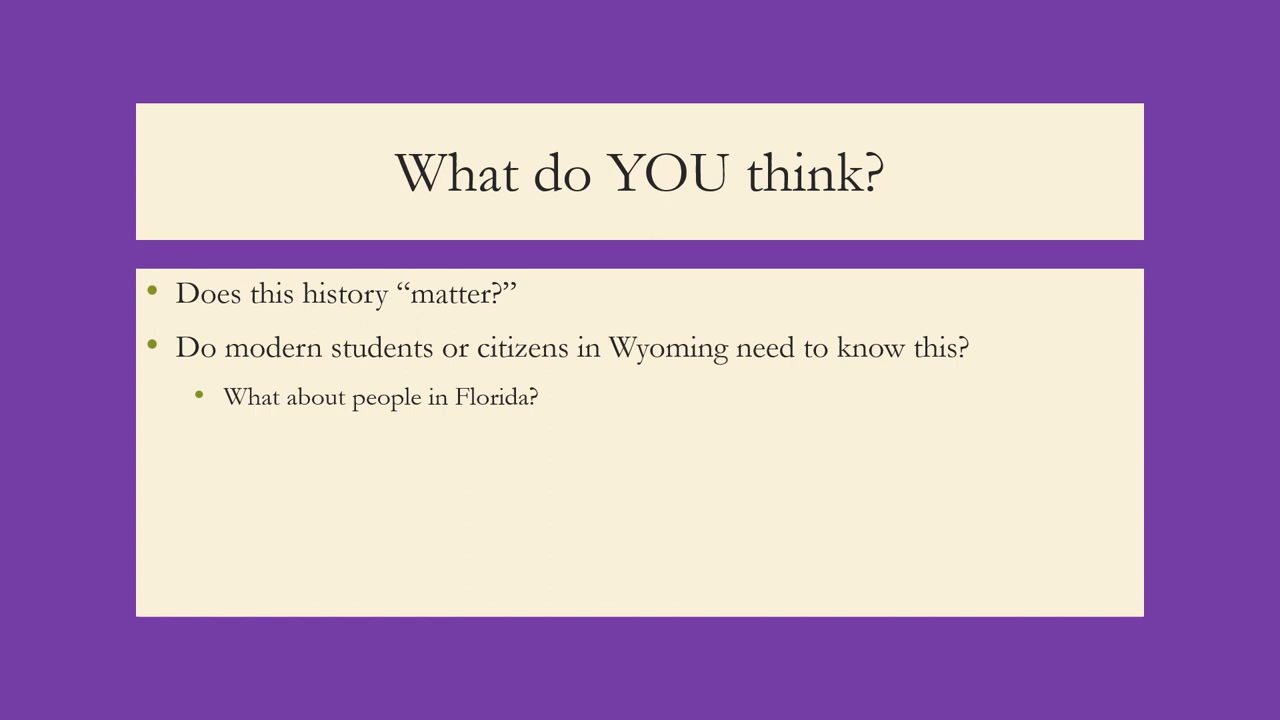 What do YOU think?
• Does this history “matter?”
• Do modern students or citizens in Wyoming need to know this?
• What about people in Florida?